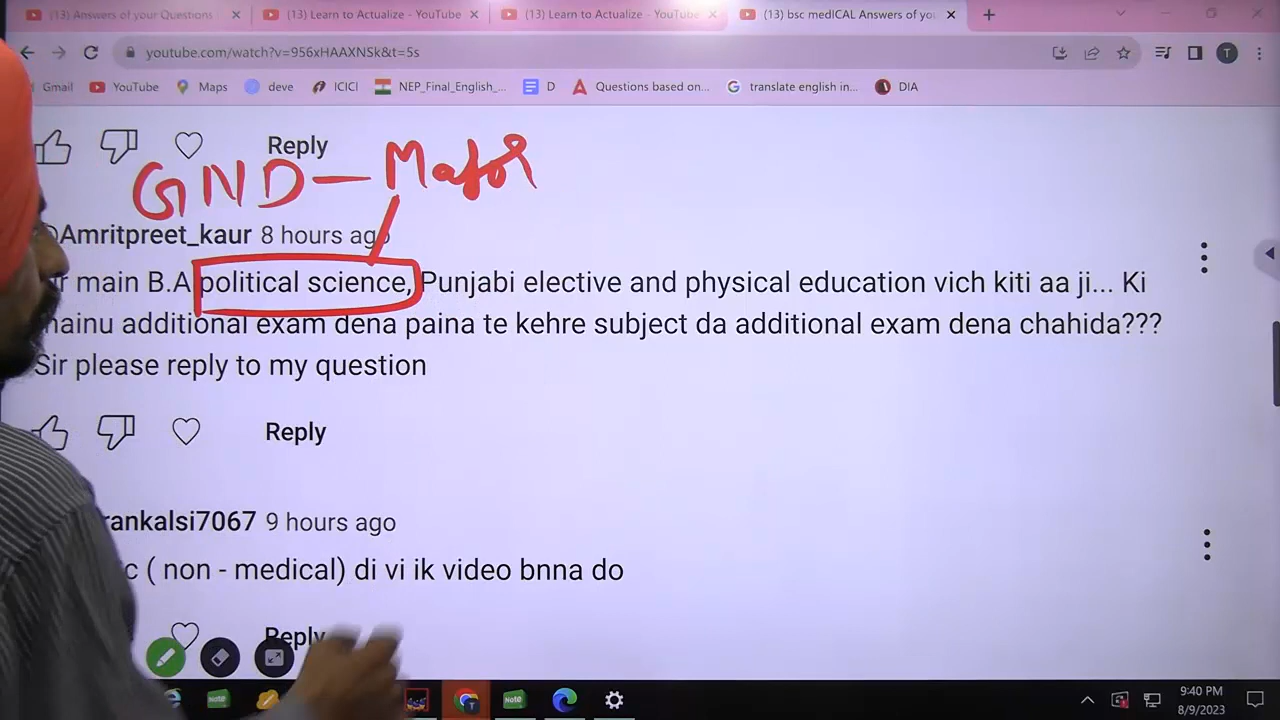 (13) Answers of your Questions
(13) Learn to Actualize - YouTube
(13) Learn to Actualize - YouTube
(13) bsc medICAL Answers of you
youtube.com/watch?v=956xHAAXNSk&t=5s
T
Gmail
YouTube
Maps
deve
ICICI
NEP_Final_English_...
D
Questions based on...
translate english in...
DIA
Reply
GND - Major
@Amritpreet_kaur 8 hours ago
ir main B.A political science, Punjabi elective and physical education vich kiti aa ji... Ki
mainu additional exam dena paina te kehre subject da additional exam dena chahida???
Sir please reply to my question
Reply
rankalsi7067 9 hours ago
c ( non - medical) di vi ik video bnna do
Reply
Note
Note
9:40 PM
8/9/2023